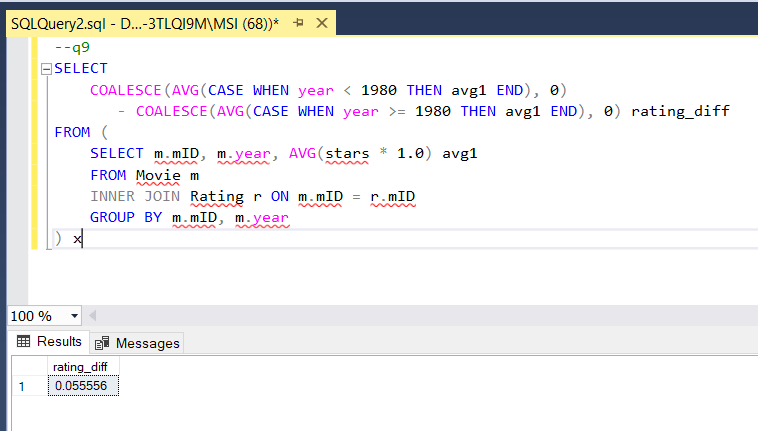 SQLQuery2.sql - D...-3TLQI9M\MSI (68))*
--q9
SELECT
COALESCE(AVG(CASE WHEN year < 1980 THEN avg1 END), 0)
- COALESCE(AVG(CASE WHEN year >= 1980 THEN avg1 END), 0) rating_diff
FROM (
SELECT m.mID, m.year, AVG(stars * 1.0) avg1
FROM Movie m
INNER JOIN Rating r ON m.mID = r.mID
GROUP BY m.mID, m.year
) x
100 %
Results Messages
rating_diff
1 0.055556